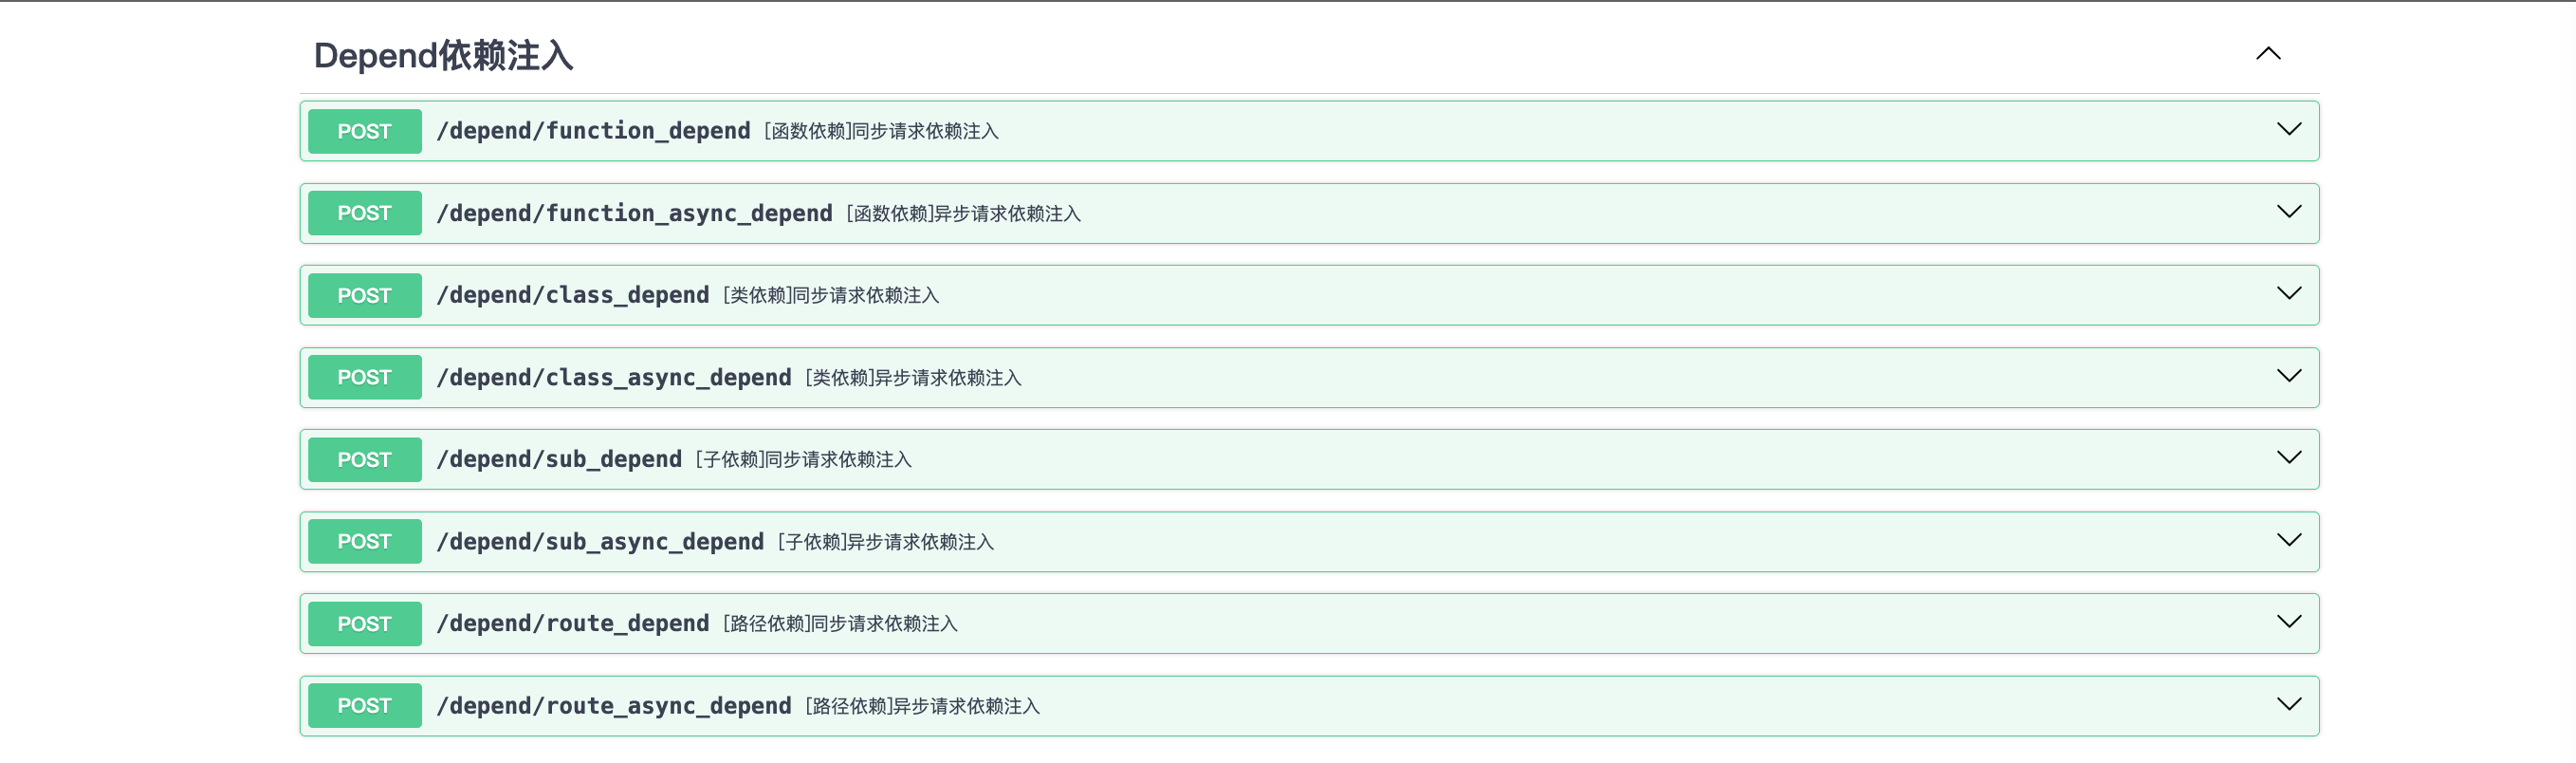 Depend依赖注入
POST /depend/function_depend [函数依赖]同步请求依赖注入
POST /depend/function_async_depend [函数依赖]异步请求依赖注入
POST /depend/class_depend [类依赖]同步请求依赖注入
POST /depend/class_async_depend [类依赖]异步请求依赖注入
POST /depend/sub_depend [子依赖]同步请求依赖注入
POST /depend/sub_async_depend [子依赖]异步请求依赖注入
POST /depend/route_depend [路径依赖]同步请求依赖注入
POST /depend/route_async_depend [路径依赖]异步请求依赖注入